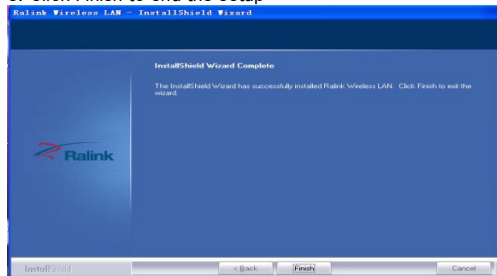 5. Click Finish to end the setup
Ralink Wireless LAN - InstallShield Wizard
InstallShield Wizard Complete
The InstallShield Wizard has successfully installed Ralink Wireless LAN. Click Finish to exit the
wizard.
Ralink
InstallShield
< Back
Finish
Cancel